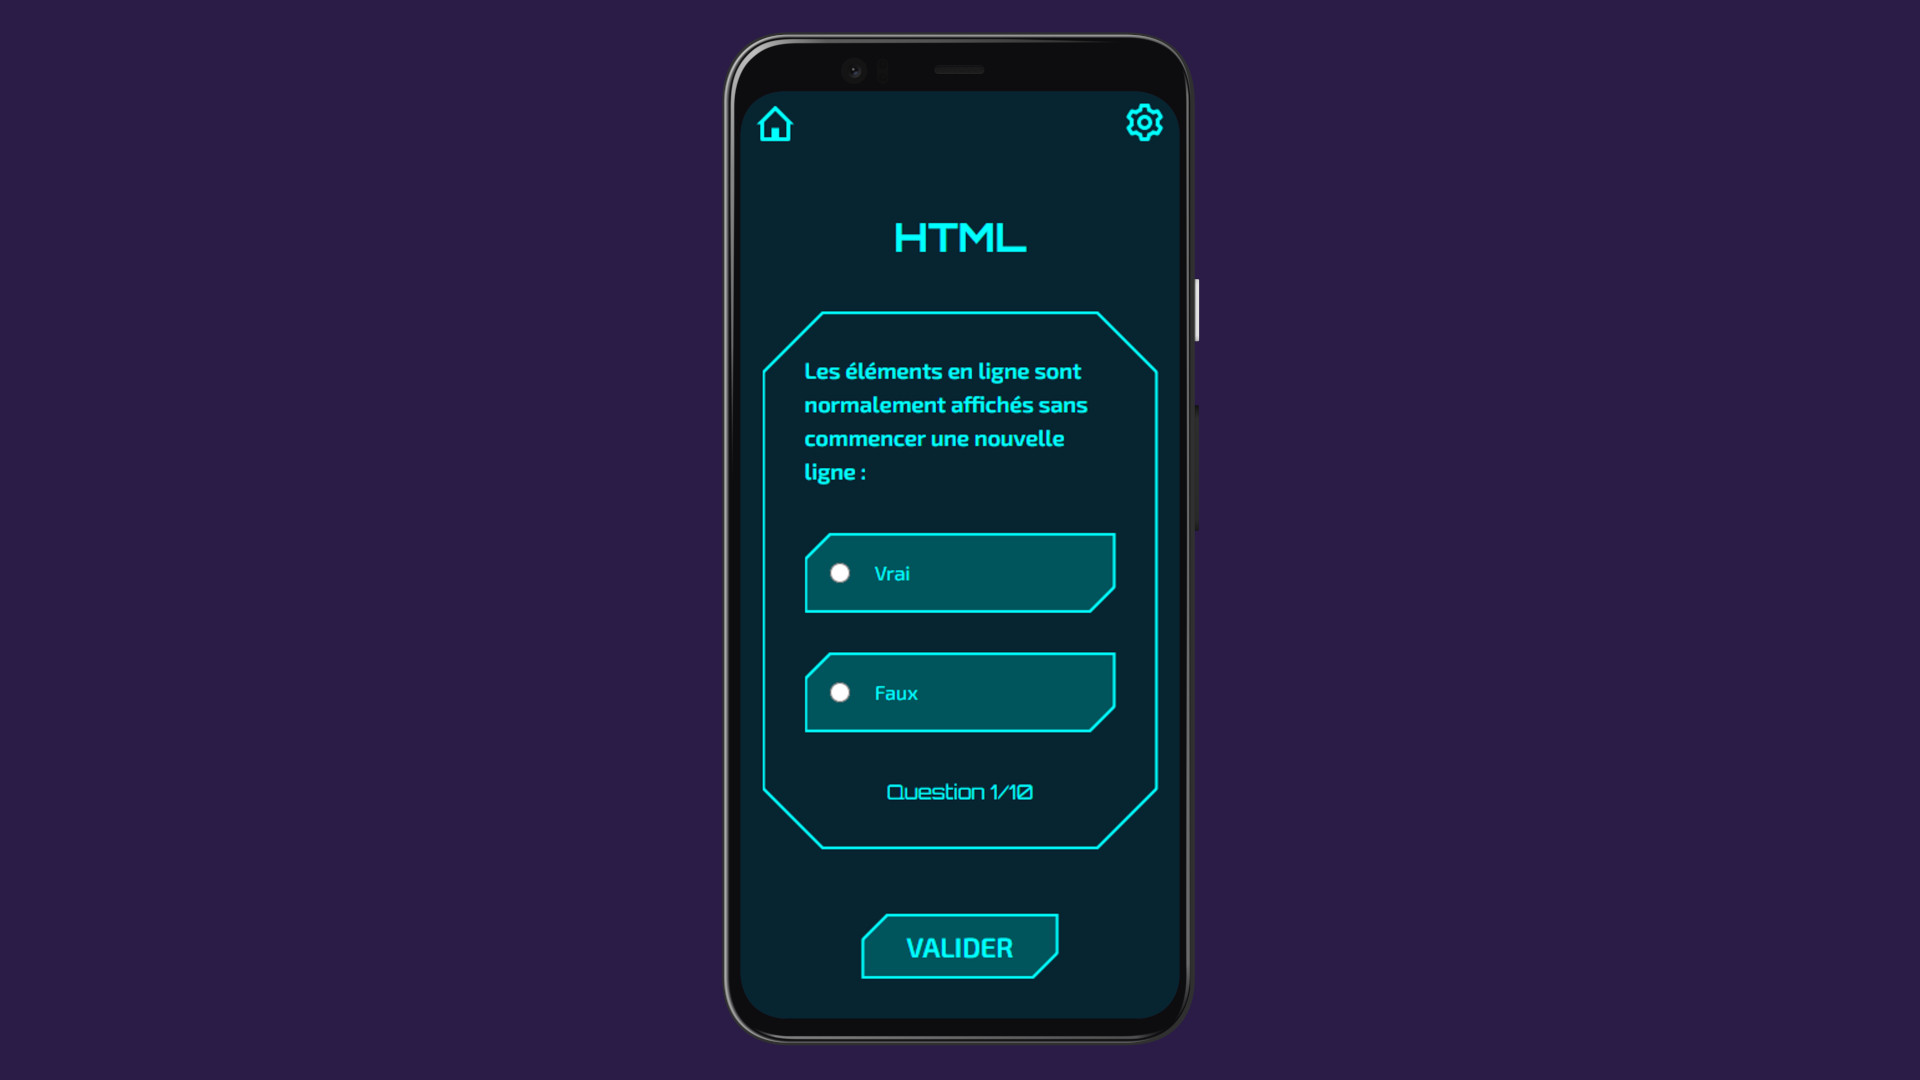 HTML
Les éléments en ligne sont
normalement affichés sans
commencer une nouvelle
ligne :
Vrai
Faux
Question 1/10
VALIDER